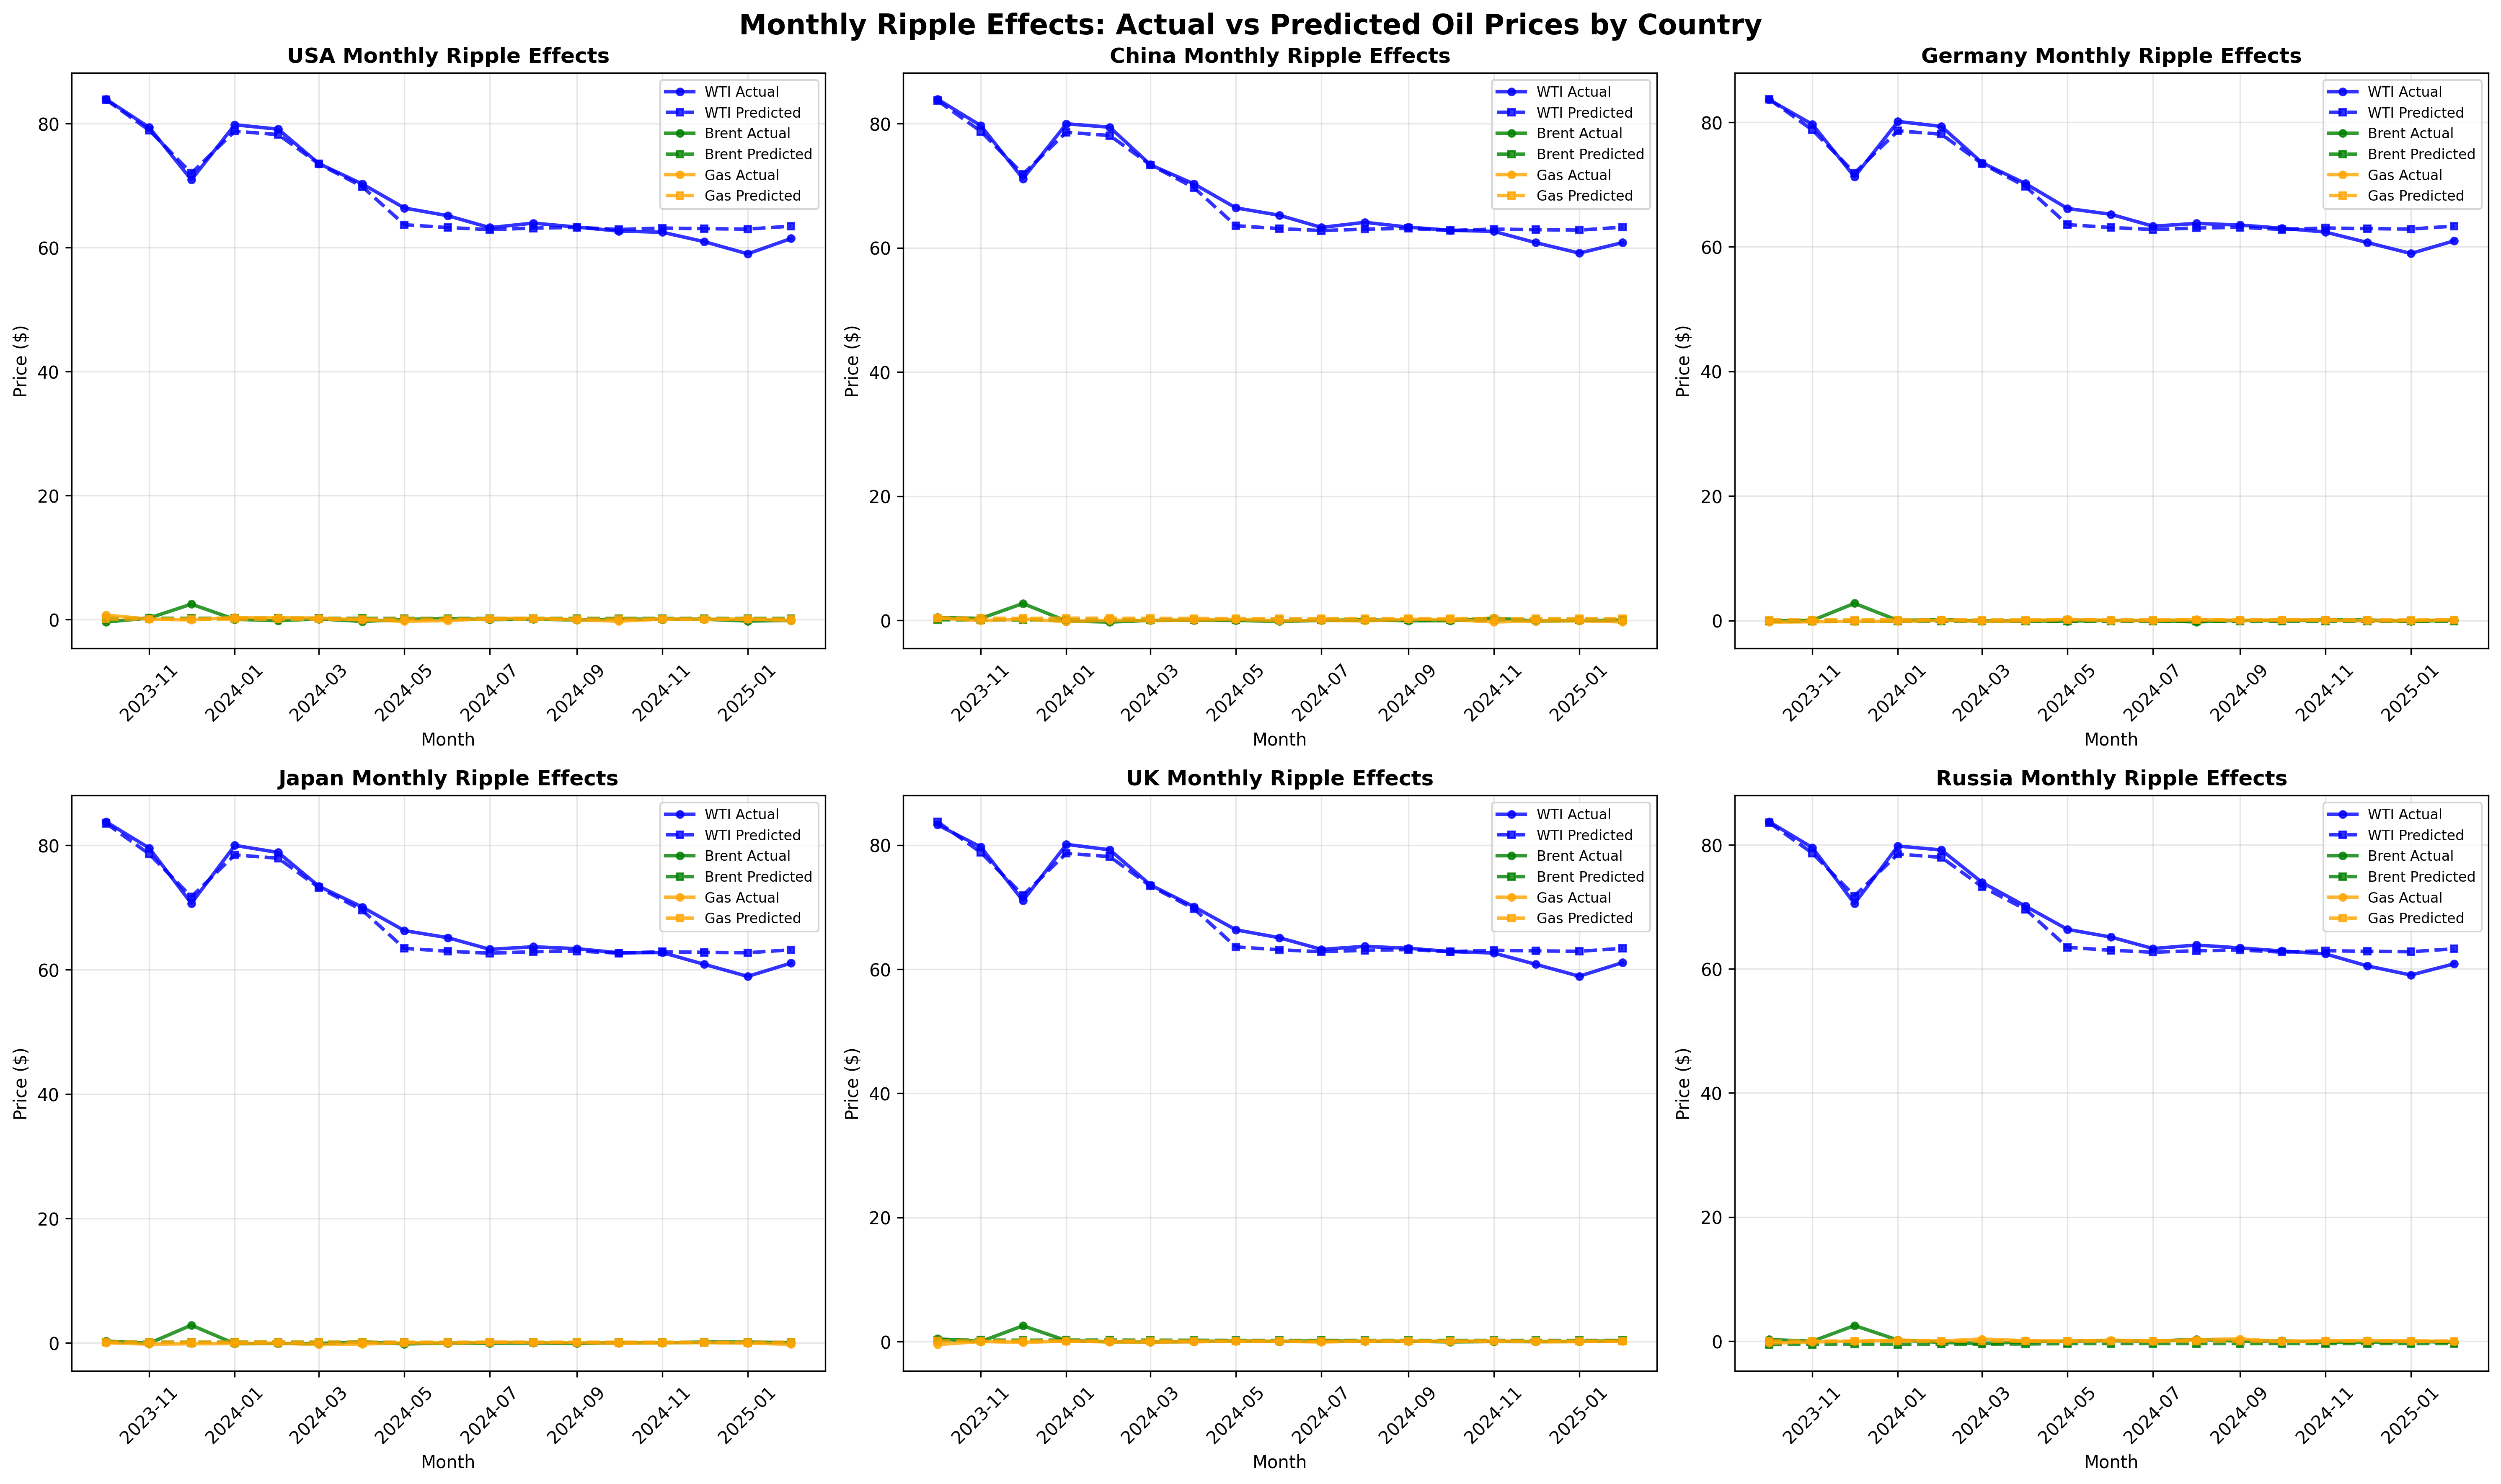 Monthly Ripple Effects: Actual vs Predicted Oil Prices by Country
USA Monthly Ripple Effects
Price ($)
80
60
40
20
0
WTI Actual
WTI Predicted
Brent Actual
Brent Predicted
Gas Actual
Gas Predicted
2023-11
2024-01
2024-03
2024-05
2024-07
2024-09
2024-11
2025-01
Month
China Monthly Ripple Effects
Price ($)
80
60
40
20
0
WTI Actual
WTI Predicted
Brent Actual
Brent Predicted
Gas Actual
Gas Predicted
2023-11
2024-01
2024-03
2024-05
2024-07
2024-09
2024-11
2025-01
Month
Germany Monthly Ripple Effects
Price ($)
80
60
40
20
0
WTI Actual
WTI Predicted
Brent Actual
Brent Predicted
Gas Actual
Gas Predicted
2023-11
2024-01
2024-03
2024-05
2024-07
2024-09
2024-11
2025-01
Month
Japan Monthly Ripple Effects
Price ($)
80
60
40
20
0
WTI Actual
WTI Predicted
Brent Actual
Brent Predicted
Gas Actual
Gas Predicted
2023-11
2024-01
2024-03
2024-05
2024-07
2024-09
2024-11
2025-01
Month
UK Monthly Ripple Effects
Price ($)
80
60
40
20
0
WTI Actual
WTI Predicted
Brent Actual
Brent Predicted
Gas Actual
Gas Predicted
2023-11
2024-01
2024-03
2024-05
2024-07
2024-09
2024-11
2025-01
Month
Russia Monthly Ripple Effects
Price ($)
80
60
40
20
0
WTI Actual
WTI Predicted
Brent Actual
Brent Predicted
Gas Actual
Gas Predicted
2023-11
2024-01
2024-03
2024-05
2024-07
2024-09
2024-11
2025-01
Month